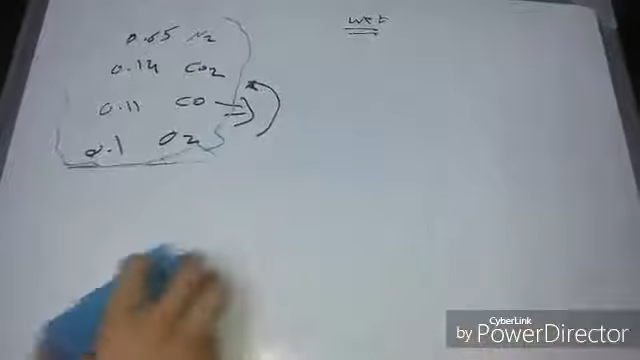 0.65 N2
0.14 CO2
0.11 CO
0.1 O2
wet
CyberLink
by PowerDirector